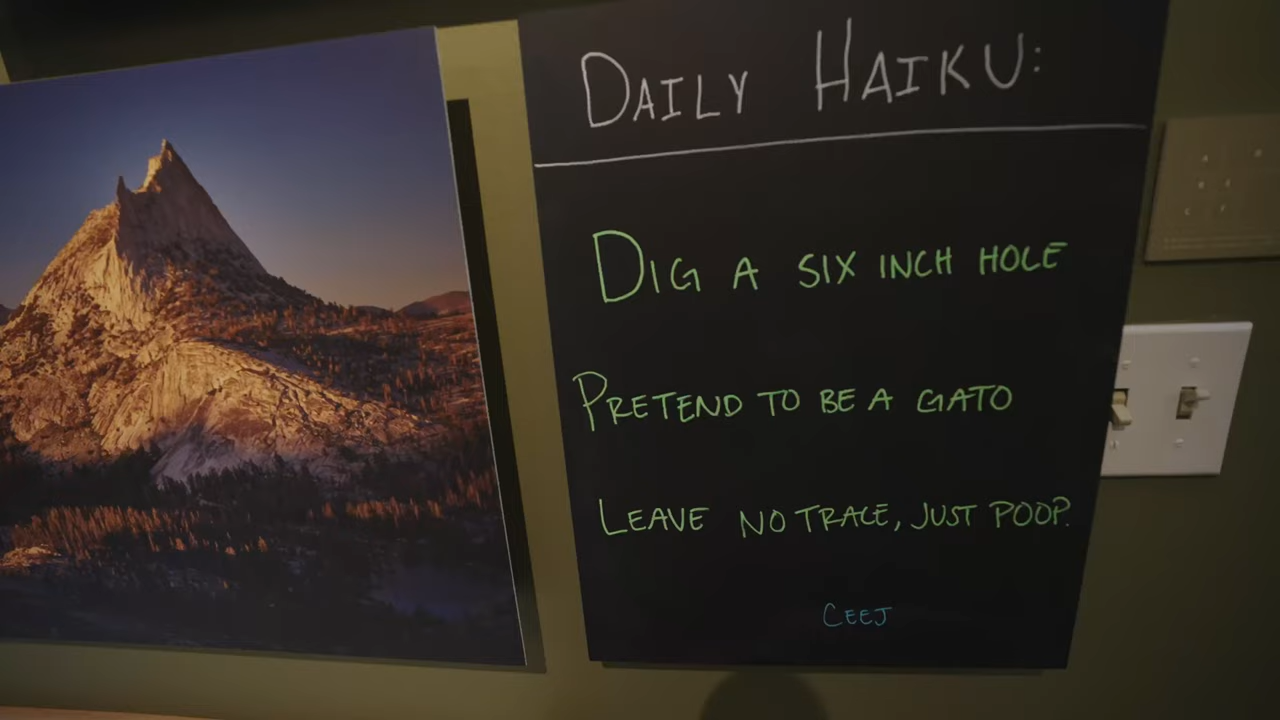 DAILY HAIKU:
DIG A SIX INCH HOLE
PRETEND TO BE A GATO
LEAVE NO TRACE, JUST POOP.
CEEJ